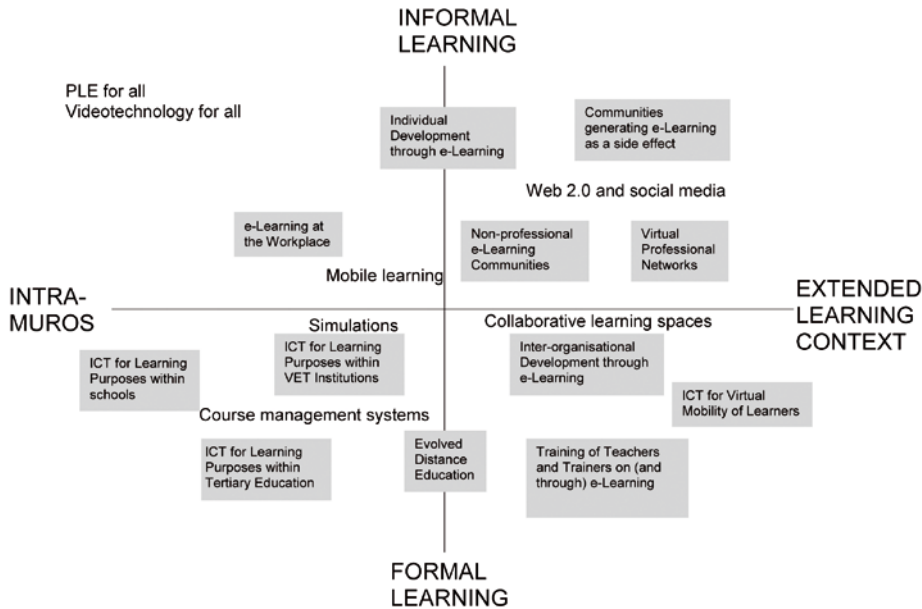 INFORMAL
LEARNING
PLE for all
Videotechnology for all
Individual
Development
through e-Learning
Communities
generating e-Learning
as a side effect
Web 2.0 and social media
e-Learning at
the Workplace
Non-professional
e-Learning
Communities
Virtual
Professional
Networks
Mobile learning
INTRA-
MUROS
EXTENDED
LEARNING
CONTEXT
Simulations
Collaborative learning spaces
ICT for Learning
Purposes within
schools
ICT for Learning
Purposes within
VET Institutions
Inter-organisational
Development through
e-Learning
ICT for Virtual
Mobility of Learners
Course management systems
ICT for Learning
Purposes within
Tertiary Education
Evolved
Distance
Education
Training of Teachers
and Trainers on (and
through) e-Learning
FORMAL
LEARNING